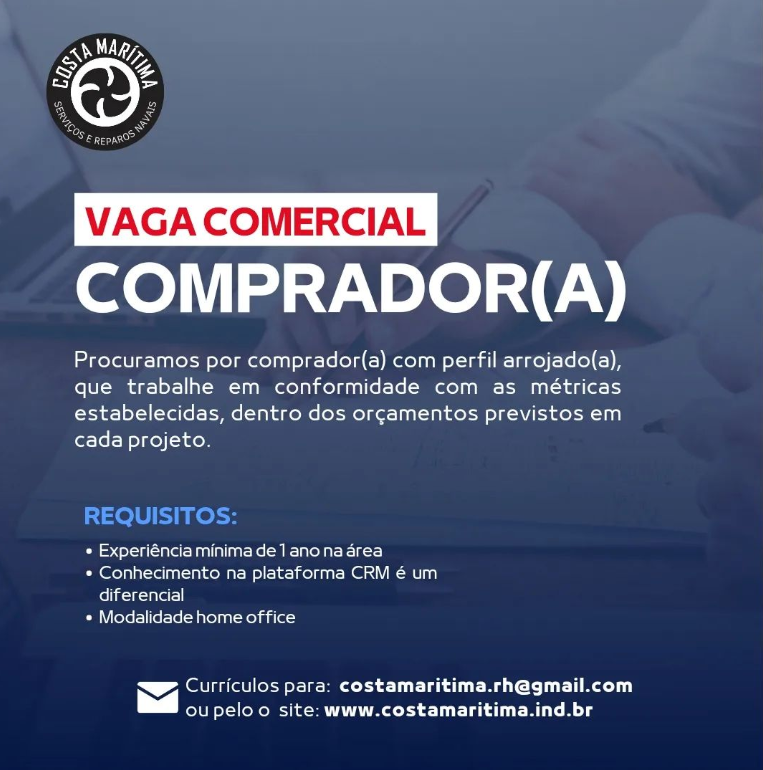 COSTA MARÍTIMA
SERVIÇOS E REPAROS NAVAIS
VAGA COMERCIAL
COMPRADOR(A)
Procuramos por comprador(a) com perfil arrojado(a),
que trabalhe em conformidade com as métricas
estabelecidas, dentro dos orçamentos previstos em
cada projeto.
REQUISITOS:
• Experiência mínima de 1 ano na área
• Conhecimento na plataforma CRM é um
diferencial
• Modalidade home office
Currículos para: costamaritima.rh@gmail.com
ou pelo o site: www.costamaritima.ind.br